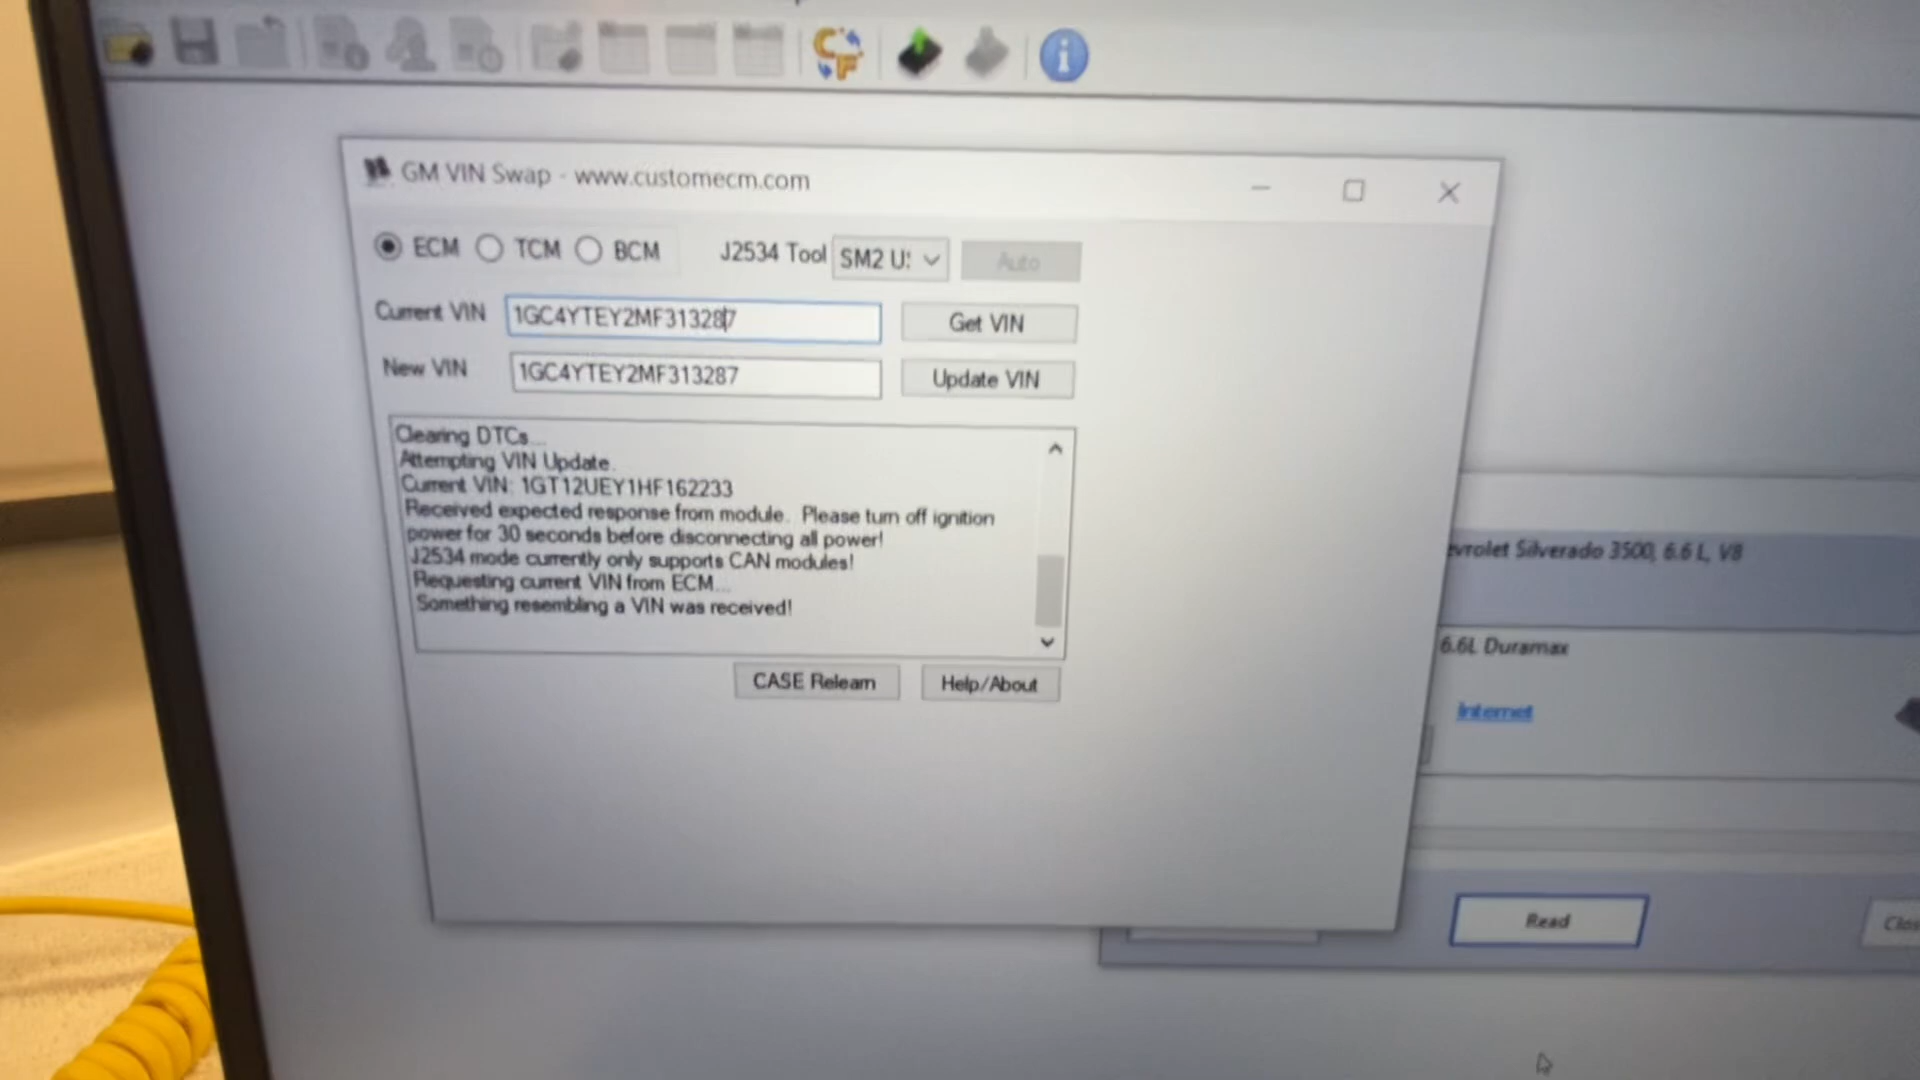 GM VIN Swap - www.customecm.com
ECM TCM BCM J2534 Tool SM2 U: Auto
Current VIN 1GC4YTEY2MF313287 Get VIN
New VIN 1GC4YTEY2MF313287 Update VIN
Clearing DTCs...
Attempting VIN Update.
Current VIN: 1GT12UEY1HF162233
Received expected response from module. Please turn off ignition
power for 30 seconds before disconnecting all power!
J2534 mode currently only supports CAN modules!
Requesting current VIN from ECM...
Something resembling a VIN was received!
CASE Relearn Help/About
evrolet Silverado 3500, 6.6 L, V8
6.6L Duramax
Internet
Read Clos